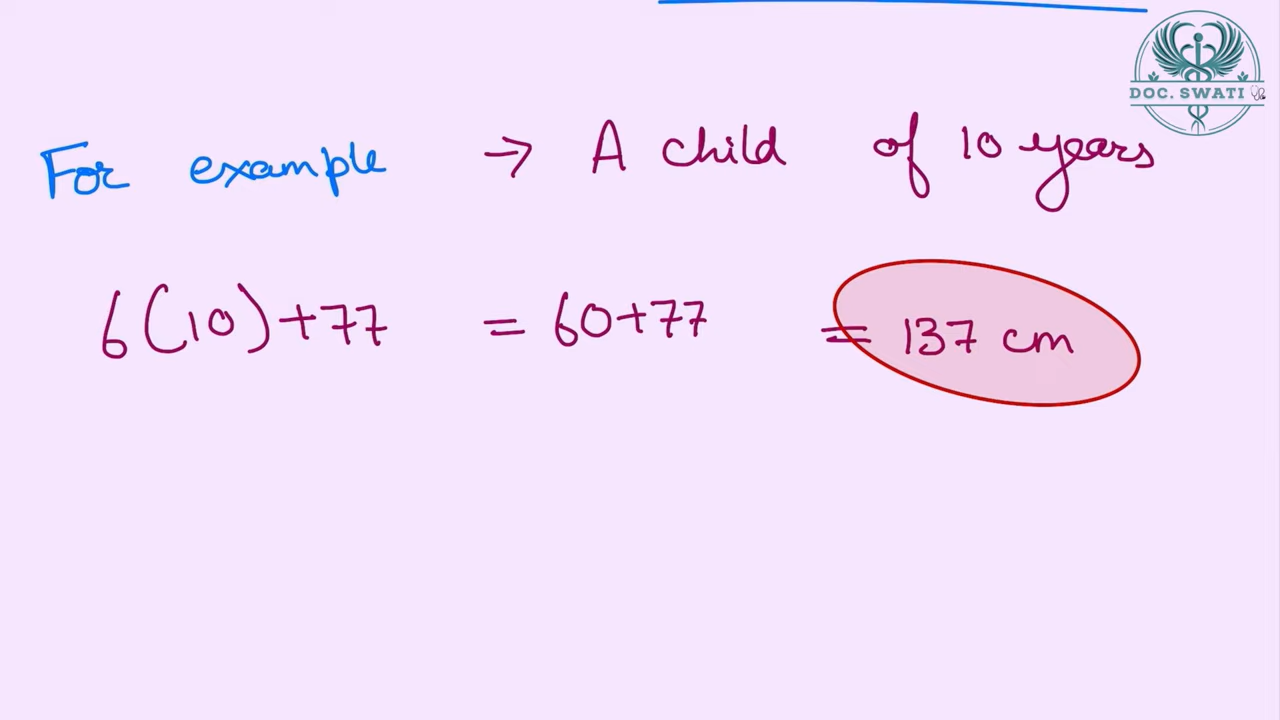 DOC. SWATI
For example → A child of 10 years
6(10)+77 = 60+77 = 137 cm